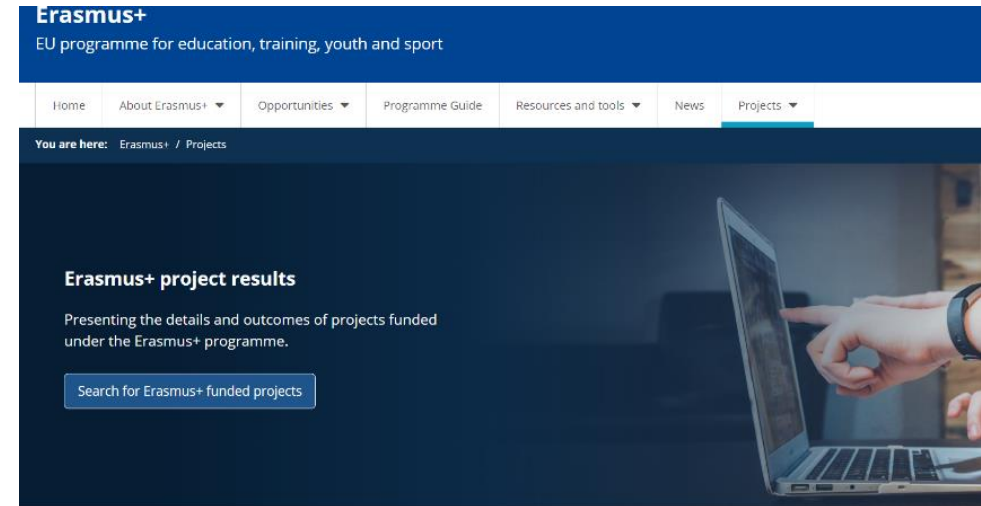 Erasmus+
EU programme for education, training, youth and sport
Home About Erasmus+ Opportunities Programme Guide Resources and tools News Projects
You are here: Erasmus+ / Projects
Erasmus+ project results
Presenting the details and outcomes of projects funded
under the Erasmus+ programme.
Search for Erasmus+ funded projects